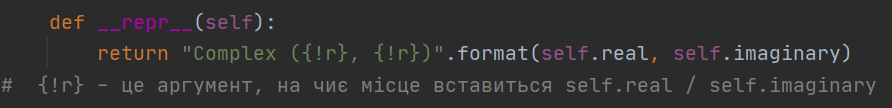 def __repr__(self):
return "Complex ({!r}, {!r})".format(self.real, self.imaginary)
# {!r} - це аргумент, на чиє місце вставиться self.real / self.imaginary